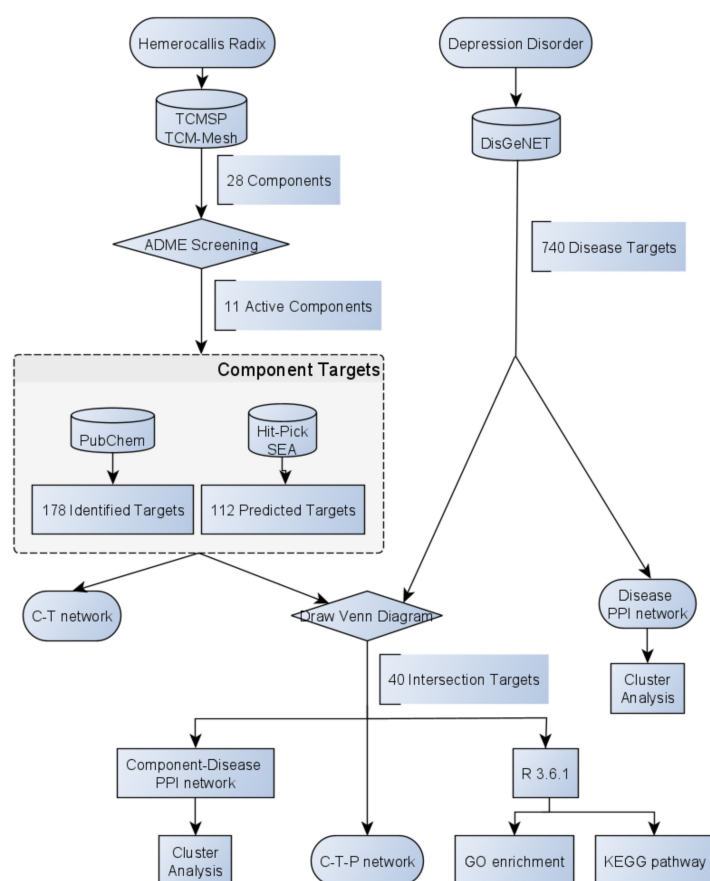 Hemerocallis Radix
Depression Disorder
TCMSP
TCM-Mesh
DisGeNET
28 Components
ADME Screening
740 Disease Targets
11 Active Components
Component Targets
PubChem
Hit-Pick
SEA
178 Identified Targets
112 Predicted Targets
C-T network
Draw Venn Diagram
Disease
PPI network
40 Intersection Targets
Cluster
Analysis
Component-Disease
PPI network
R 3.6.1
Cluster
Analysis
C-T-P network
GO enrichment
KEGG pathway